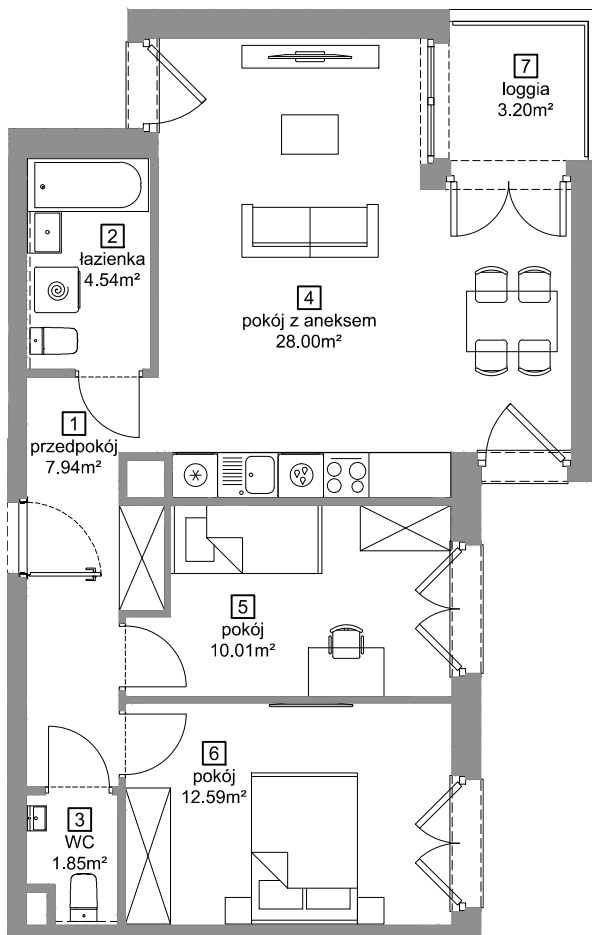 7
loggia
3.20m²
2
łazienka
4.54m²
4
pokój z aneksem
28.00m²
1
przedpokój
7.94m²
5
pokój
10.01m²
6
pokój
12.59m²
3
WC
1.85m²